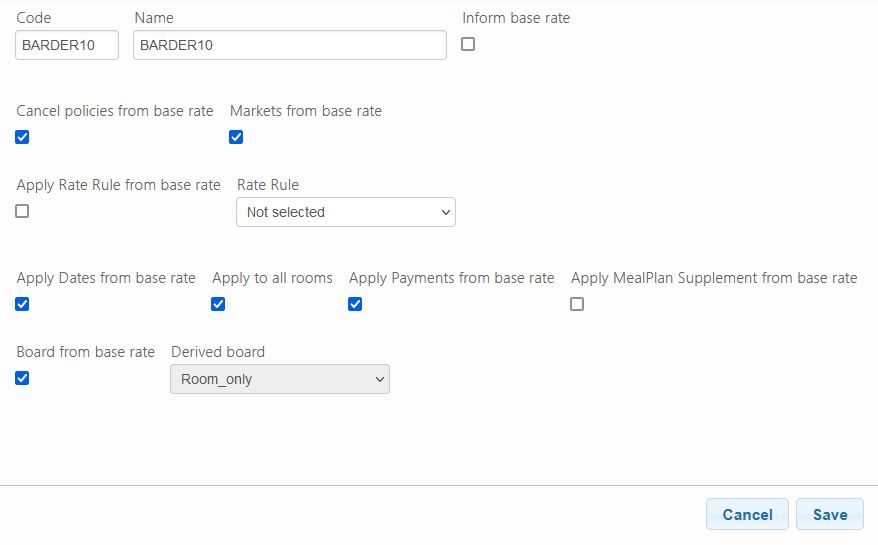 Code Name Inform base rate
BARDER10 BARDER10
Cancel policies from base rate Markets from base rate
Apply Rate Rule from base rate Rate Rule
Not selected
Apply Dates from base rate Apply to all rooms Apply Payments from base rate Apply MealPlan Supplement from base rate
Board from base rate Derived board
Room_only
Cancel Save